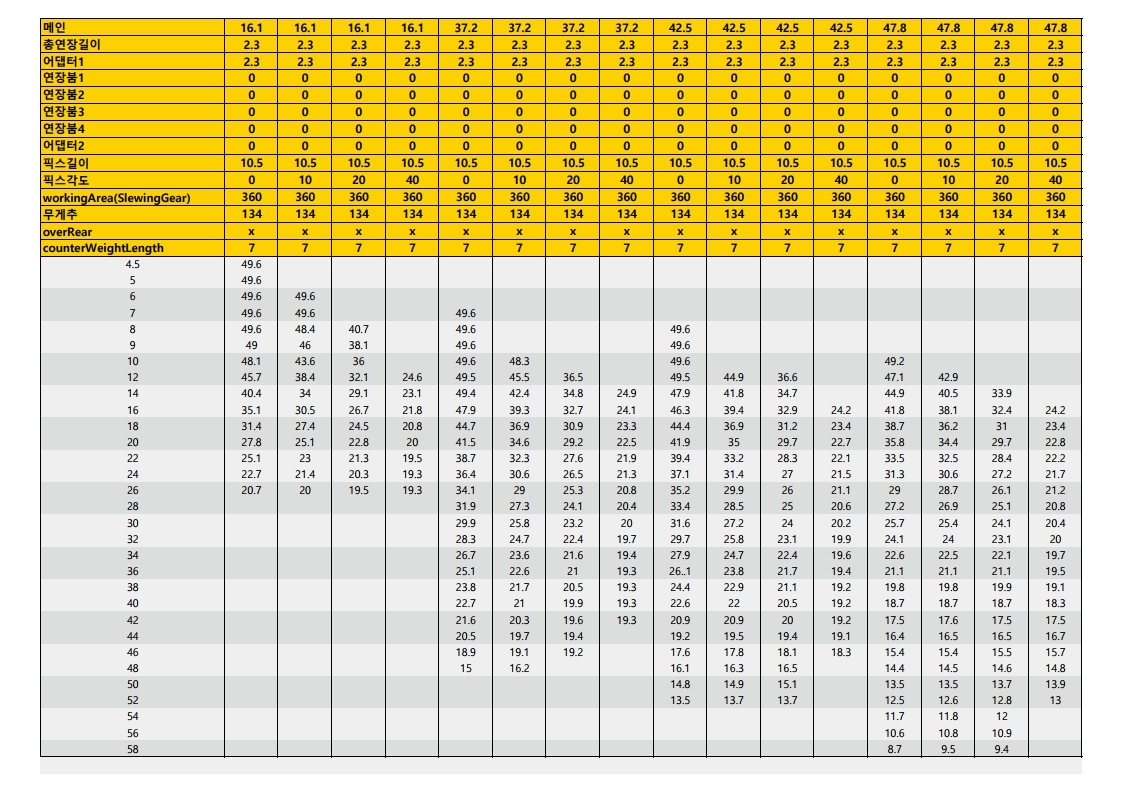 메인 16.1 16.1 16.1 16.1 37.2 37.2 37.2 37.2 42.5 42.5 42.5 42.5 47.8 47.8 47.8 47.8
총연장길이 2.3 2.3 2.3 2.3 2.3 2.3 2.3 2.3 2.3 2.3 2.3 2.3 2.3 2.3 2.3 2.3
어댑터1 2.3 2.3 2.3 2.3 2.3 2.3 2.3 2.3 2.3 2.3 2.3 2.3 2.3 2.3 2.3 2.3
연장붐1 0 0 0 0 0 0 0 0 0 0 0 0 0 0 0 0
연장붐2 0 0 0 0 0 0 0 0 0 0 0 0 0 0 0 0
연장붐3 0 0 0 0 0 0 0 0 0 0 0 0 0 0 0 0
연장붐4 0 0 0 0 0 0 0 0 0 0 0 0 0 0 0 0
어댑터2 0 0 0 0 0 0 0 0 0 0 0 0 0 0 0 0
픽스길이 10.5 10.5 10.5 10.5 10.5 10.5 10.5 10.5 10.5 10.5 10.5 10.5 10.5 10.5 10.5 10.5
픽스각도 0 10 20 40 0 10 20 40 0 10 20 40 0 10 20 40
workingArea(SlewingGear) 360 360 360 360 360 360 360 360 360 360 360 360 360 360 360 360
무게추 134 134 134 134 134 134 134 134 134 134 134 134 134 134 134 134
overRear x x x x x x x x x x x x x x x x
counterWeightLength 7 7 7 7 7 7 7 7 7 7 7 7 7 7 7 7
4.5 49.6
5 49.6
6 49.6 49.6
7 49.6 49.6 49.6
8 49.6 48.4 40.7 49.6 49.6
9 49 46 38.1 49.6 49.6
10 48.1 43.6 36 49.6 48.3 49.6 49.2
12 45.7 38.4 32.1 24.6 49.5 45.5 36.5 49.5 44.9 36.6 47.1 42.9
14 40.4 34 29.1 23.1 49.4 42.4 34.8 24.9 47.9 41.8 34.7 44.9 40.5 33.9
16 35.1 30.5 26.7 21.8 47.9 39.3 32.7 24.1 46.3 39.4 32.9 24.2 41.8 38.1 32.4 24.2
18 31.4 27.4 24.5 20.8 44.7 36.9 30.9 23.3 44.4 36.9 31.2 23.4 38.7 36.2 31 23.4
20 27.8 25.1 22.8 20 41.5 34.6 29.2 22.5 41.9 35 29.7 22.7 35.8 34.4 29.7 22.8
22 25.1 23 21.3 19.5 38.7 32.3 27.6 21.9 39.4 33.2 28.3 22.1 33.5 32.5 28.4 22.2
24 22.7 21.4 20.3 19.3 36.4 30.6 26.5 21.3 37.1 31.4 27 21.5 31.3 30.6 27.2 21.7
26 20.7 20 19.5 19.3 34.1 29 25.3 20.8 35.2 29.9 26 21.1 29 28.7 26.1 21.2
28 31.9 27.3 24.1 20.4 33.4 28.5 25 20.6 27.2 26.9 25.1 20.8
30 29.9 25.8 23.2 20 31.6 27.2 24 20.2 25.7 25.4 24.1 20.4
32 28.3 24.7 22.4 19.7 29.7 25.8 23.1 19.9 24.1 24 23.1 20
34 26.7 23.6 21.6 19.4 27.9 24.7 22.4 19.6 22.6 22.5 22.1 19.7
36 25.1 22.6 21 19.3 26..1 23.8 21.7 19.4 21.1 21.1 21.1 19.5
38 23.8 21.7 20.5 19.3 24.4 22.9 21.1 19.2 19.8 19.8 19.9 19.1
40 22.7 21 19.9 19.3 22.6 22 20.5 19.2 18.7 18.7 18.7 18.3
42 21.6 20.3 19.6 19.3 20.9 20.9 20 19.2 17.5 17.6 17.5 17.5
44 20.5 19.7 19.4 19.2 19.5 19.4 19.1 16.4 16.5 16.5 16.7
46 18.9 19.1 19.2 17.6 17.8 18.1 18.3 15.4 15.4 15.5 15.7
48 15 16.2 16.1 16.3 16.5 14.4 14.5 14.6 14.8
50 14.8 14.9 15.1 13.5 13.5 13.7 13.9
52 13.5 13.7 13.7 12.5 12.6 12.8 13
54 11.7 11.8 12
56 10.6 10.8 10.9
58 8.7 9.5 9.4